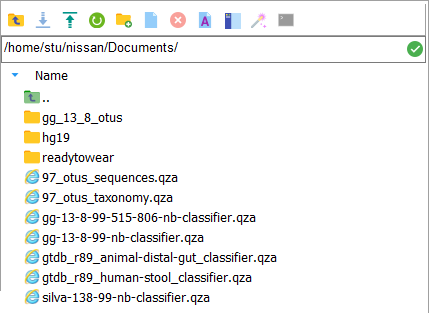 /home/stu/nissan/Documents/
Name
..
gg_13_8_otus
hg19
readytowear
97_otus_sequences.qza
97_otus_taxonomy.qza
gg-13-8-99-515-806-nb-classifier.qza
gg-13-8-99-nb-classifier.qza
gtdb_r89_animal-distal-gut_classifier.qza
gtdb_r89_human-stool_classifier.qza
silva-138-99-nb-classifier.qza